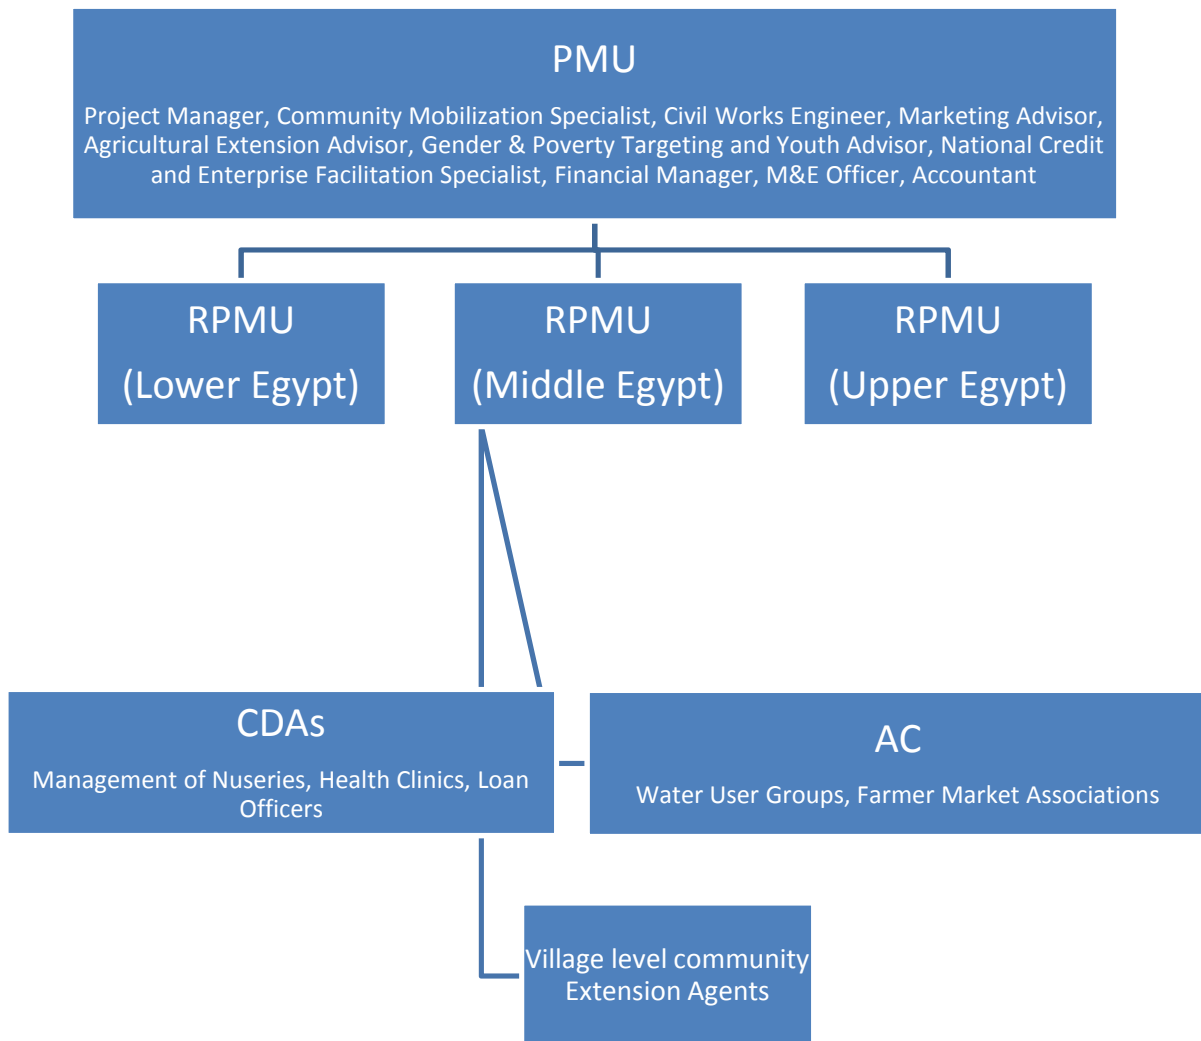 PMU
Project Manager, Community Mobilization Specialist, Civil Works Engineer, Marketing Advisor,
Agricultural Extension Advisor, Gender & Poverty Targeting and Youth Advisor, National Credit
and Enterprise Facilitation Specialist, Financial Manager, M&E Officer, Accountant
RPMU
(Lower Egypt)
RPMU
(Middle Egypt)
RPMU
(Upper Egypt)
CDAs
Management of Nuseries, Health Clinics, Loan
Officers
AC
Water User Groups, Farmer Market Associations
Village level community
Extension Agents